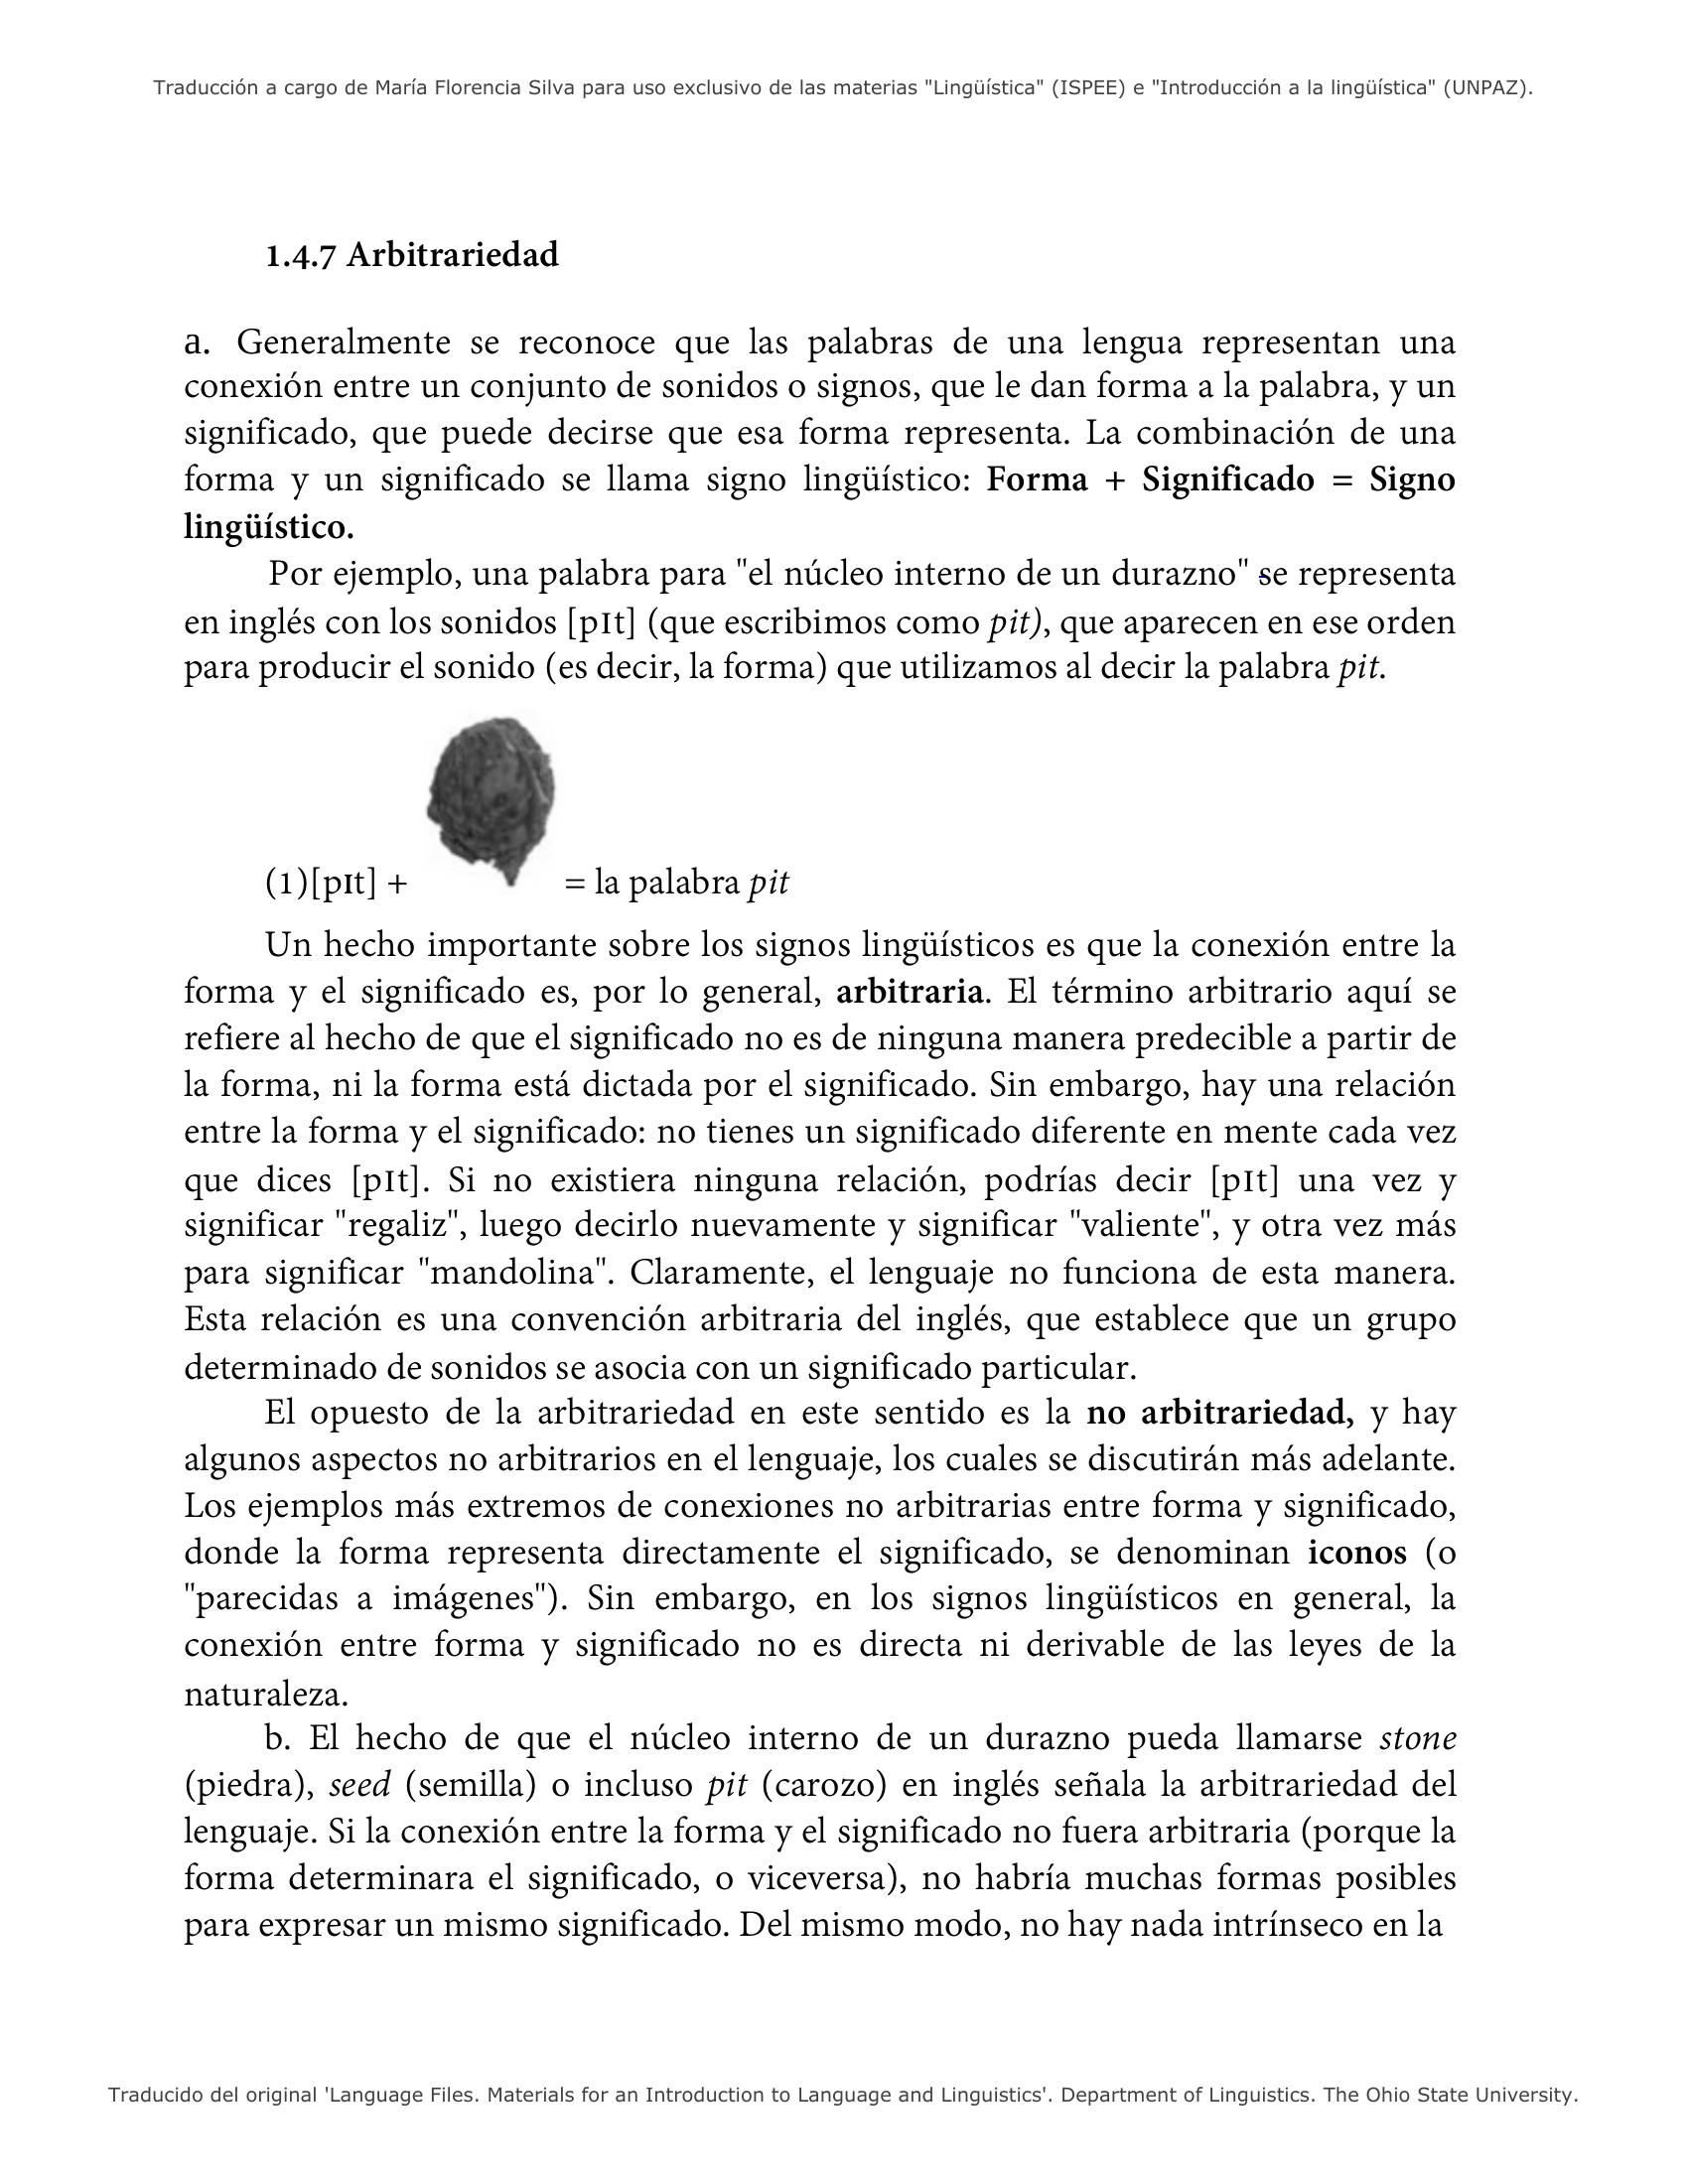 Traducción a cargo de María Florencia Silva para uso exclusivo de las materias "Lingüística" (ISPEE) e "Introducción a la lingüística" (UNPAZ).
1.4.7 Arbitrariedad
a. Generalmente se reconoce que las palabras de una lengua representan una
conexión entre un conjunto de sonidos o signos, que le dan forma a la palabra, y un
significado, que puede decirse que esa forma representa. La combinación de una
forma y un significado se llama signo lingüístico: Forma + Significado = Signo
lingüístico.
Por ejemplo, una palabra para "el núcleo interno de un durazno" se representa
en inglés con los sonidos [pIt] (que escribimos como pit), que aparecen en ese orden
para producir el sonido (es decir, la forma) que utilizamos al decir la palabra pit.
(1)[pıt] + = la palabra pit
Un hecho importante sobre los signos lingüísticos es que la conexión entre la
forma y el significado es, por lo general, arbitraria. El término arbitrario aquí se
refiere al hecho de que el significado no es de ninguna manera predecible a partir de
la forma, ni la forma está dictada por el significado. Sin embargo, hay una relación
entre la forma y el significado: no tienes un significado diferente en mente cada vez
que dices [pIt]. Si no existiera ninguna relación, podrías decir [pIt] una vez y
significar "regaliz", luego decirlo nuevamente y significar "valiente", y otra vez más
para significar "mandolina". Claramente, el lenguaje no funciona de esta manera.
Esta relación es una convención arbitraria del inglés, que establece que un grupo
determinado de sonidos se asocia con un significado particular.
El opuesto de la arbitrariedad en este sentido es la no arbitrariedad, y hay
algunos aspectos no arbitrarios en el lenguaje, los cuales se discutirán más adelante.
Los ejemplos más extremos de conexiones no arbitrarias entre forma y significado,
donde la forma representa directamente el significado, se denominan iconos (o
"parecidas a imágenes"). Sin embargo, en los signos lingüísticos en general, la
conexión entre forma y significado no es directa ni derivable de las leyes de la
naturaleza.
b. El hecho de que el núcleo interno de un durazno pueda llamarse stone
(piedra), seed (semilla) o incluso pit (carozo) en inglés señala la arbitrariedad del
lenguaje. Si la conexión entre la forma y el significado no fuera arbitraria (porque la
forma determinara el significado, o viceversa), no habría muchas formas posibles
para expresar un mismo significado. Del mismo modo, no hay nada intrínseco en la
Traducido del original 'Language Files. Materials for an Introduction to Language and Linguistics'. Department of Linguistics. The Ohio State University.